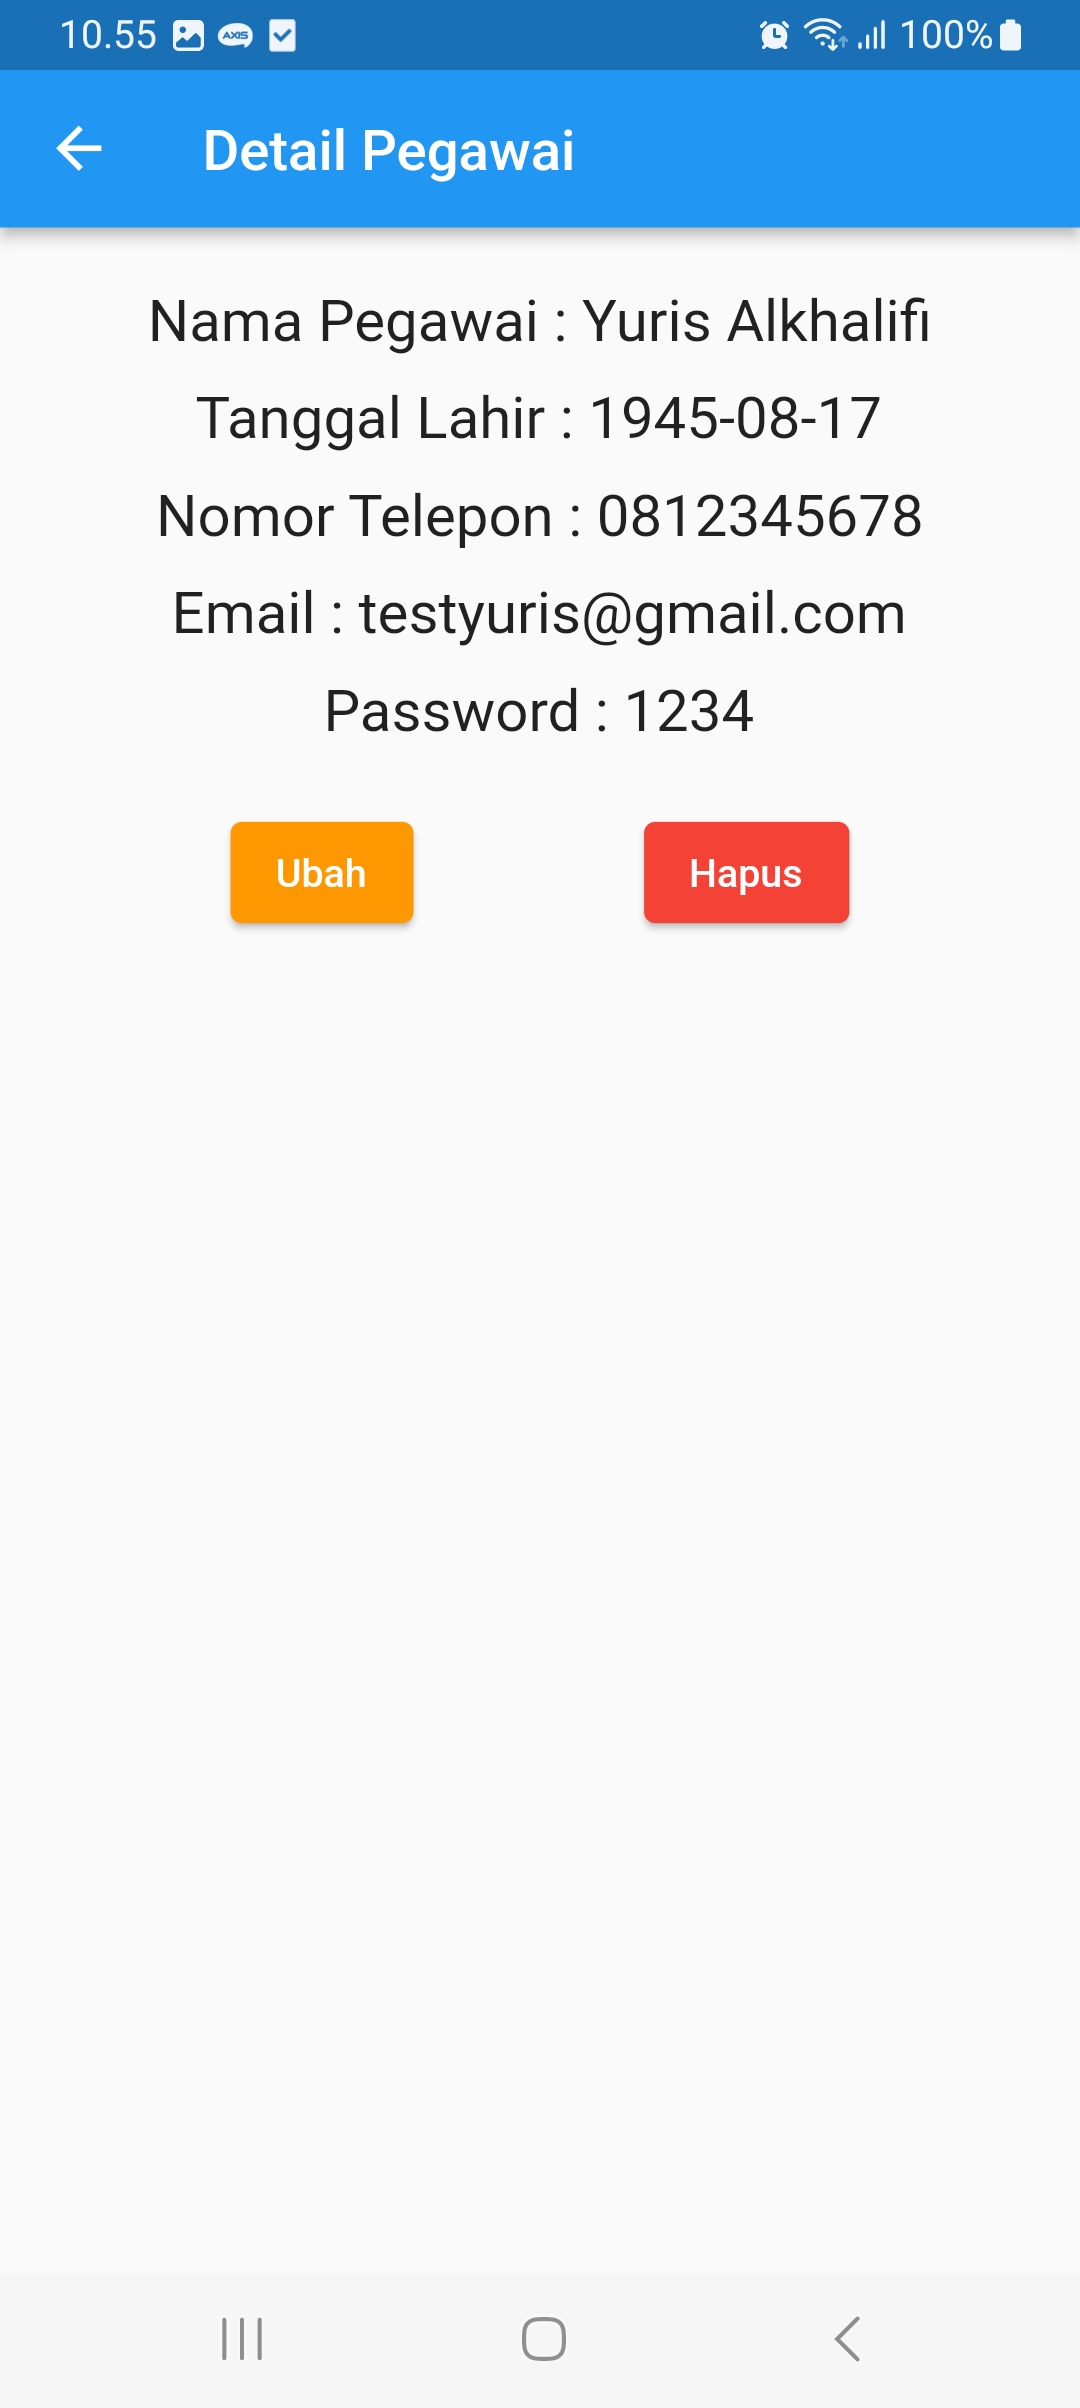 10.55 AXIS 100%
Detail Pegawai
Nama Pegawai : Yuris Alkhalifi
Tanggal Lahir : 1945-08-17
Nomor Telepon : 0812345678
Email : testyuris@gmail.com
Password : 1234
Ubah Hapus